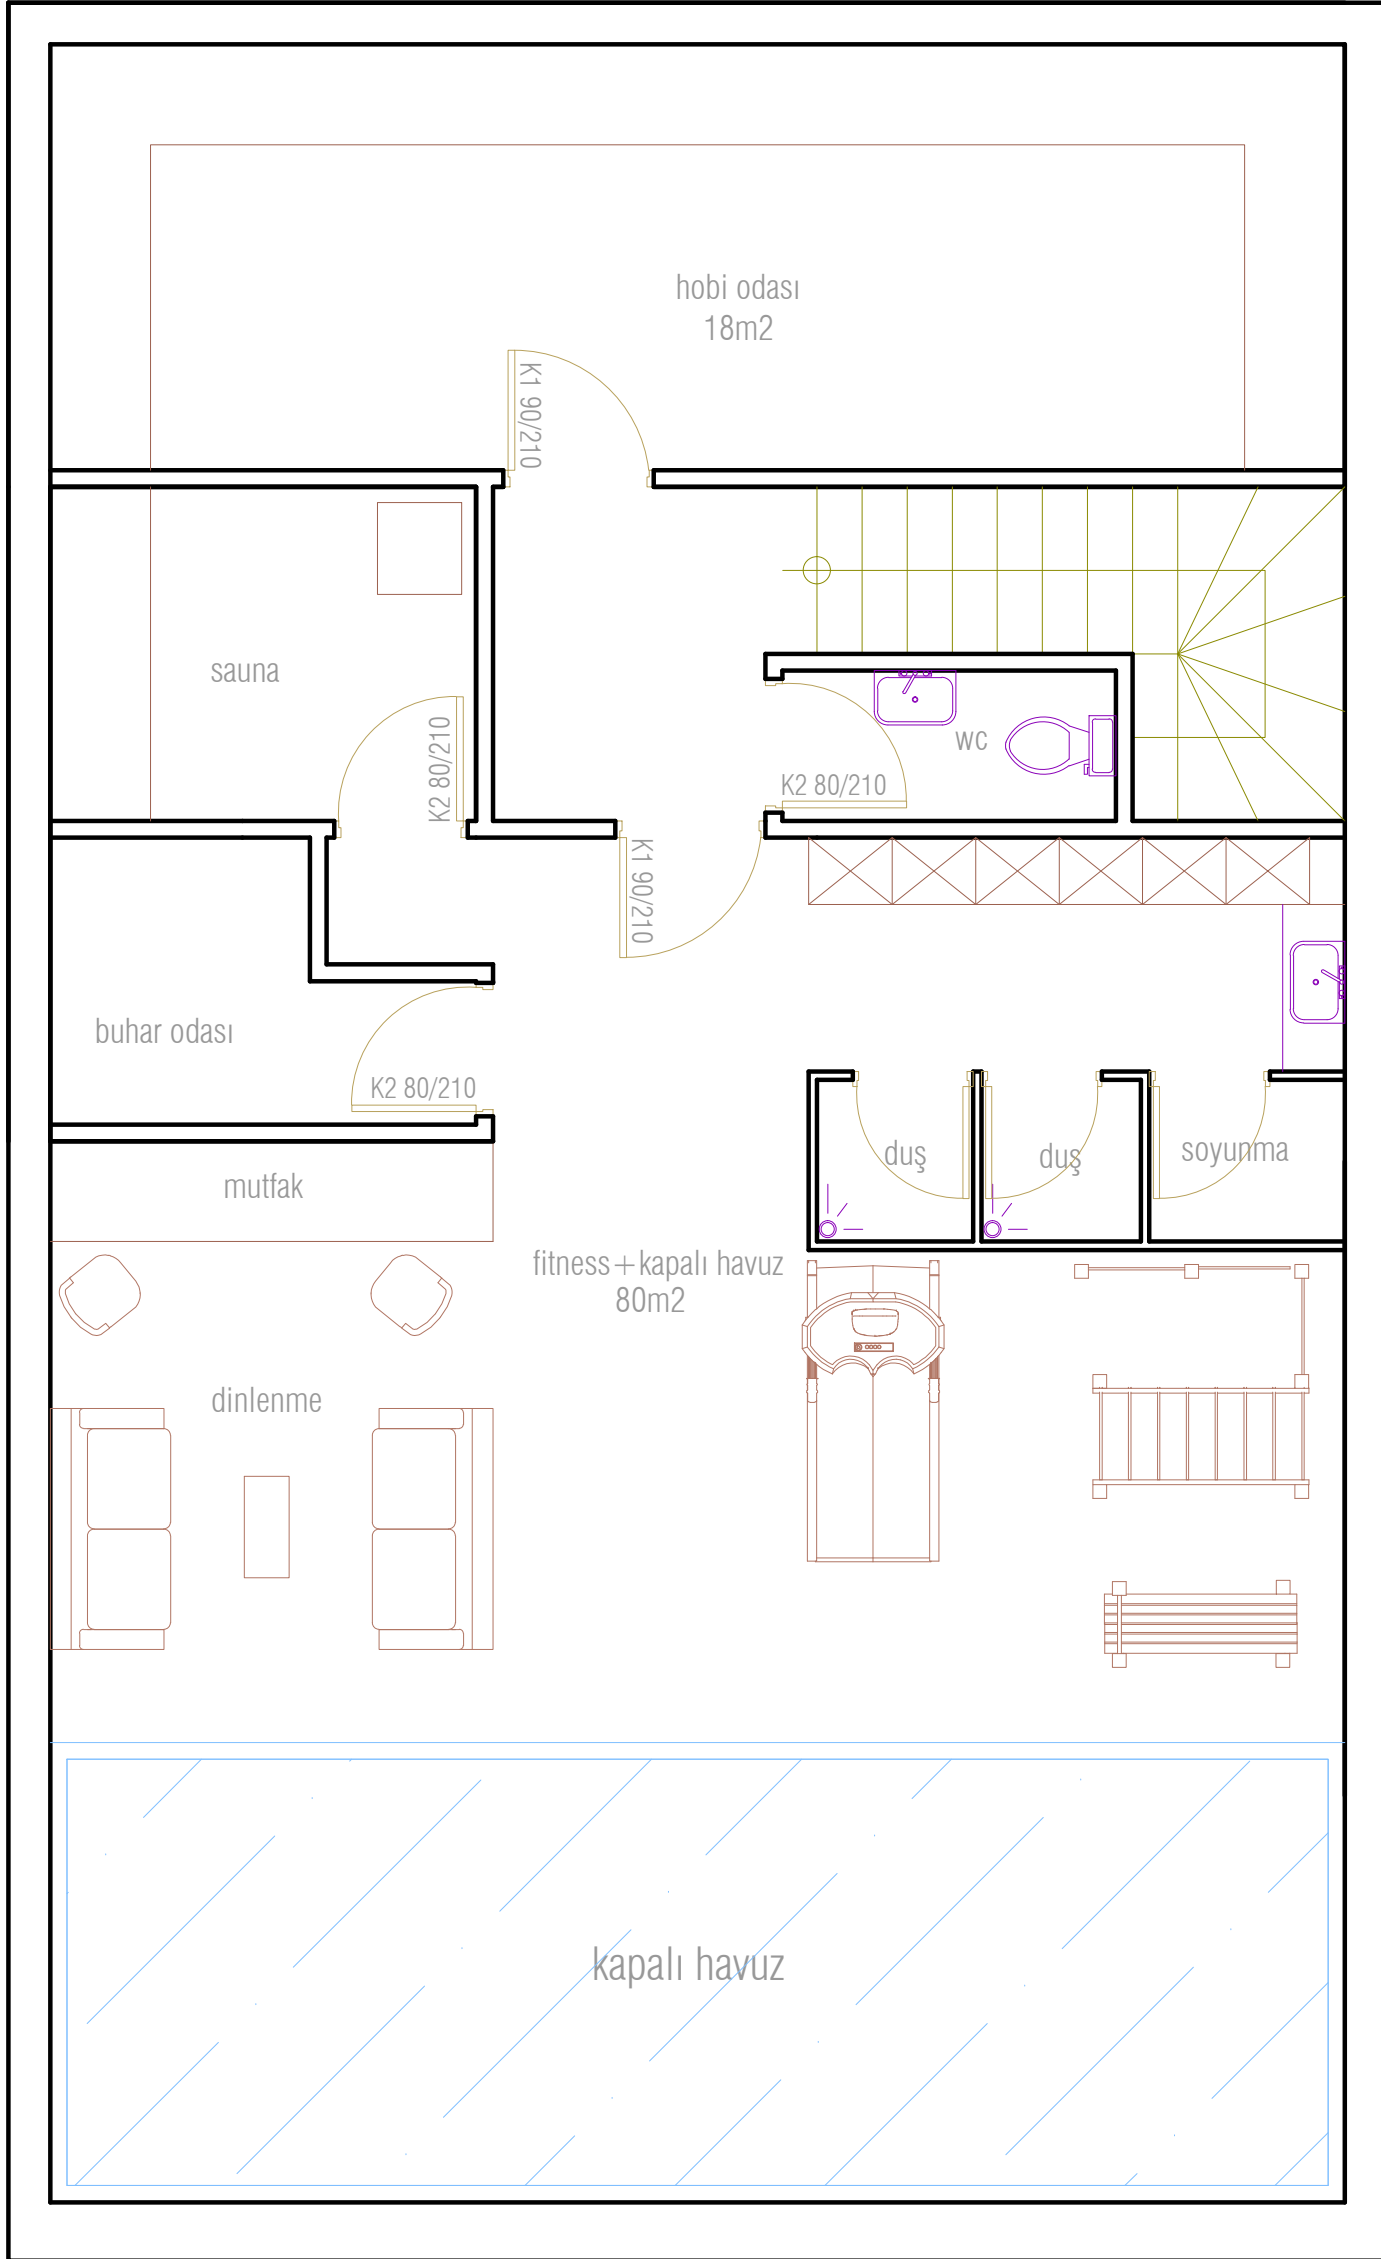 hobi odası
18m2
K1 90/210
sauna
K2 80/210
wc
K2 80/210
K1 90/210
buhar odası
K2 80/210
duş
duş
soyunma
mutfak
fitness+kapalı havuz
80m2
dinlenme
kapalı havuz